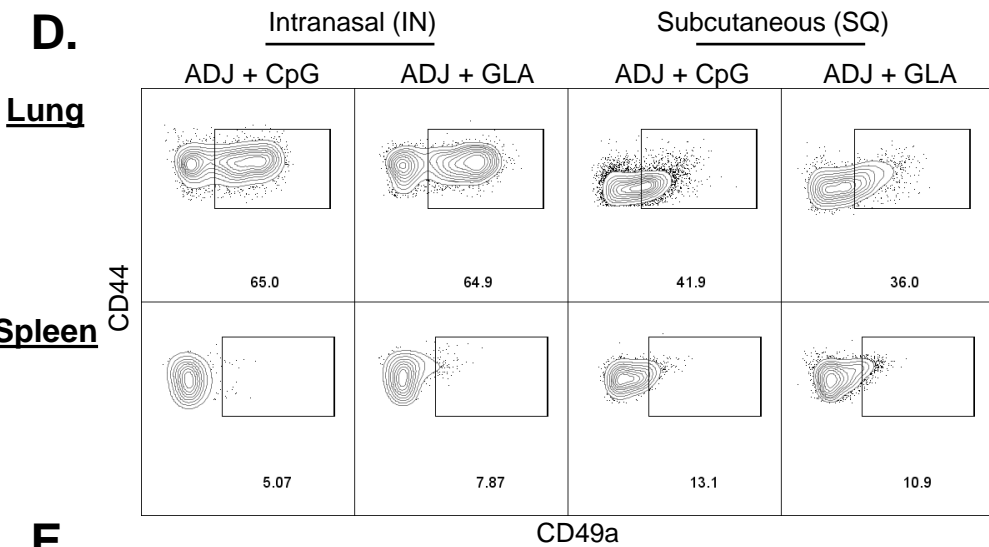 D.
Intranasal (IN) Subcutaneous (SQ)
ADJ + CpG ADJ + GLA ADJ + CpG ADJ + GLA
Lung
65.0 64.9 41.9 36.0
CD44
Spleen
5.07 7.87 13.1 10.9
CD49a